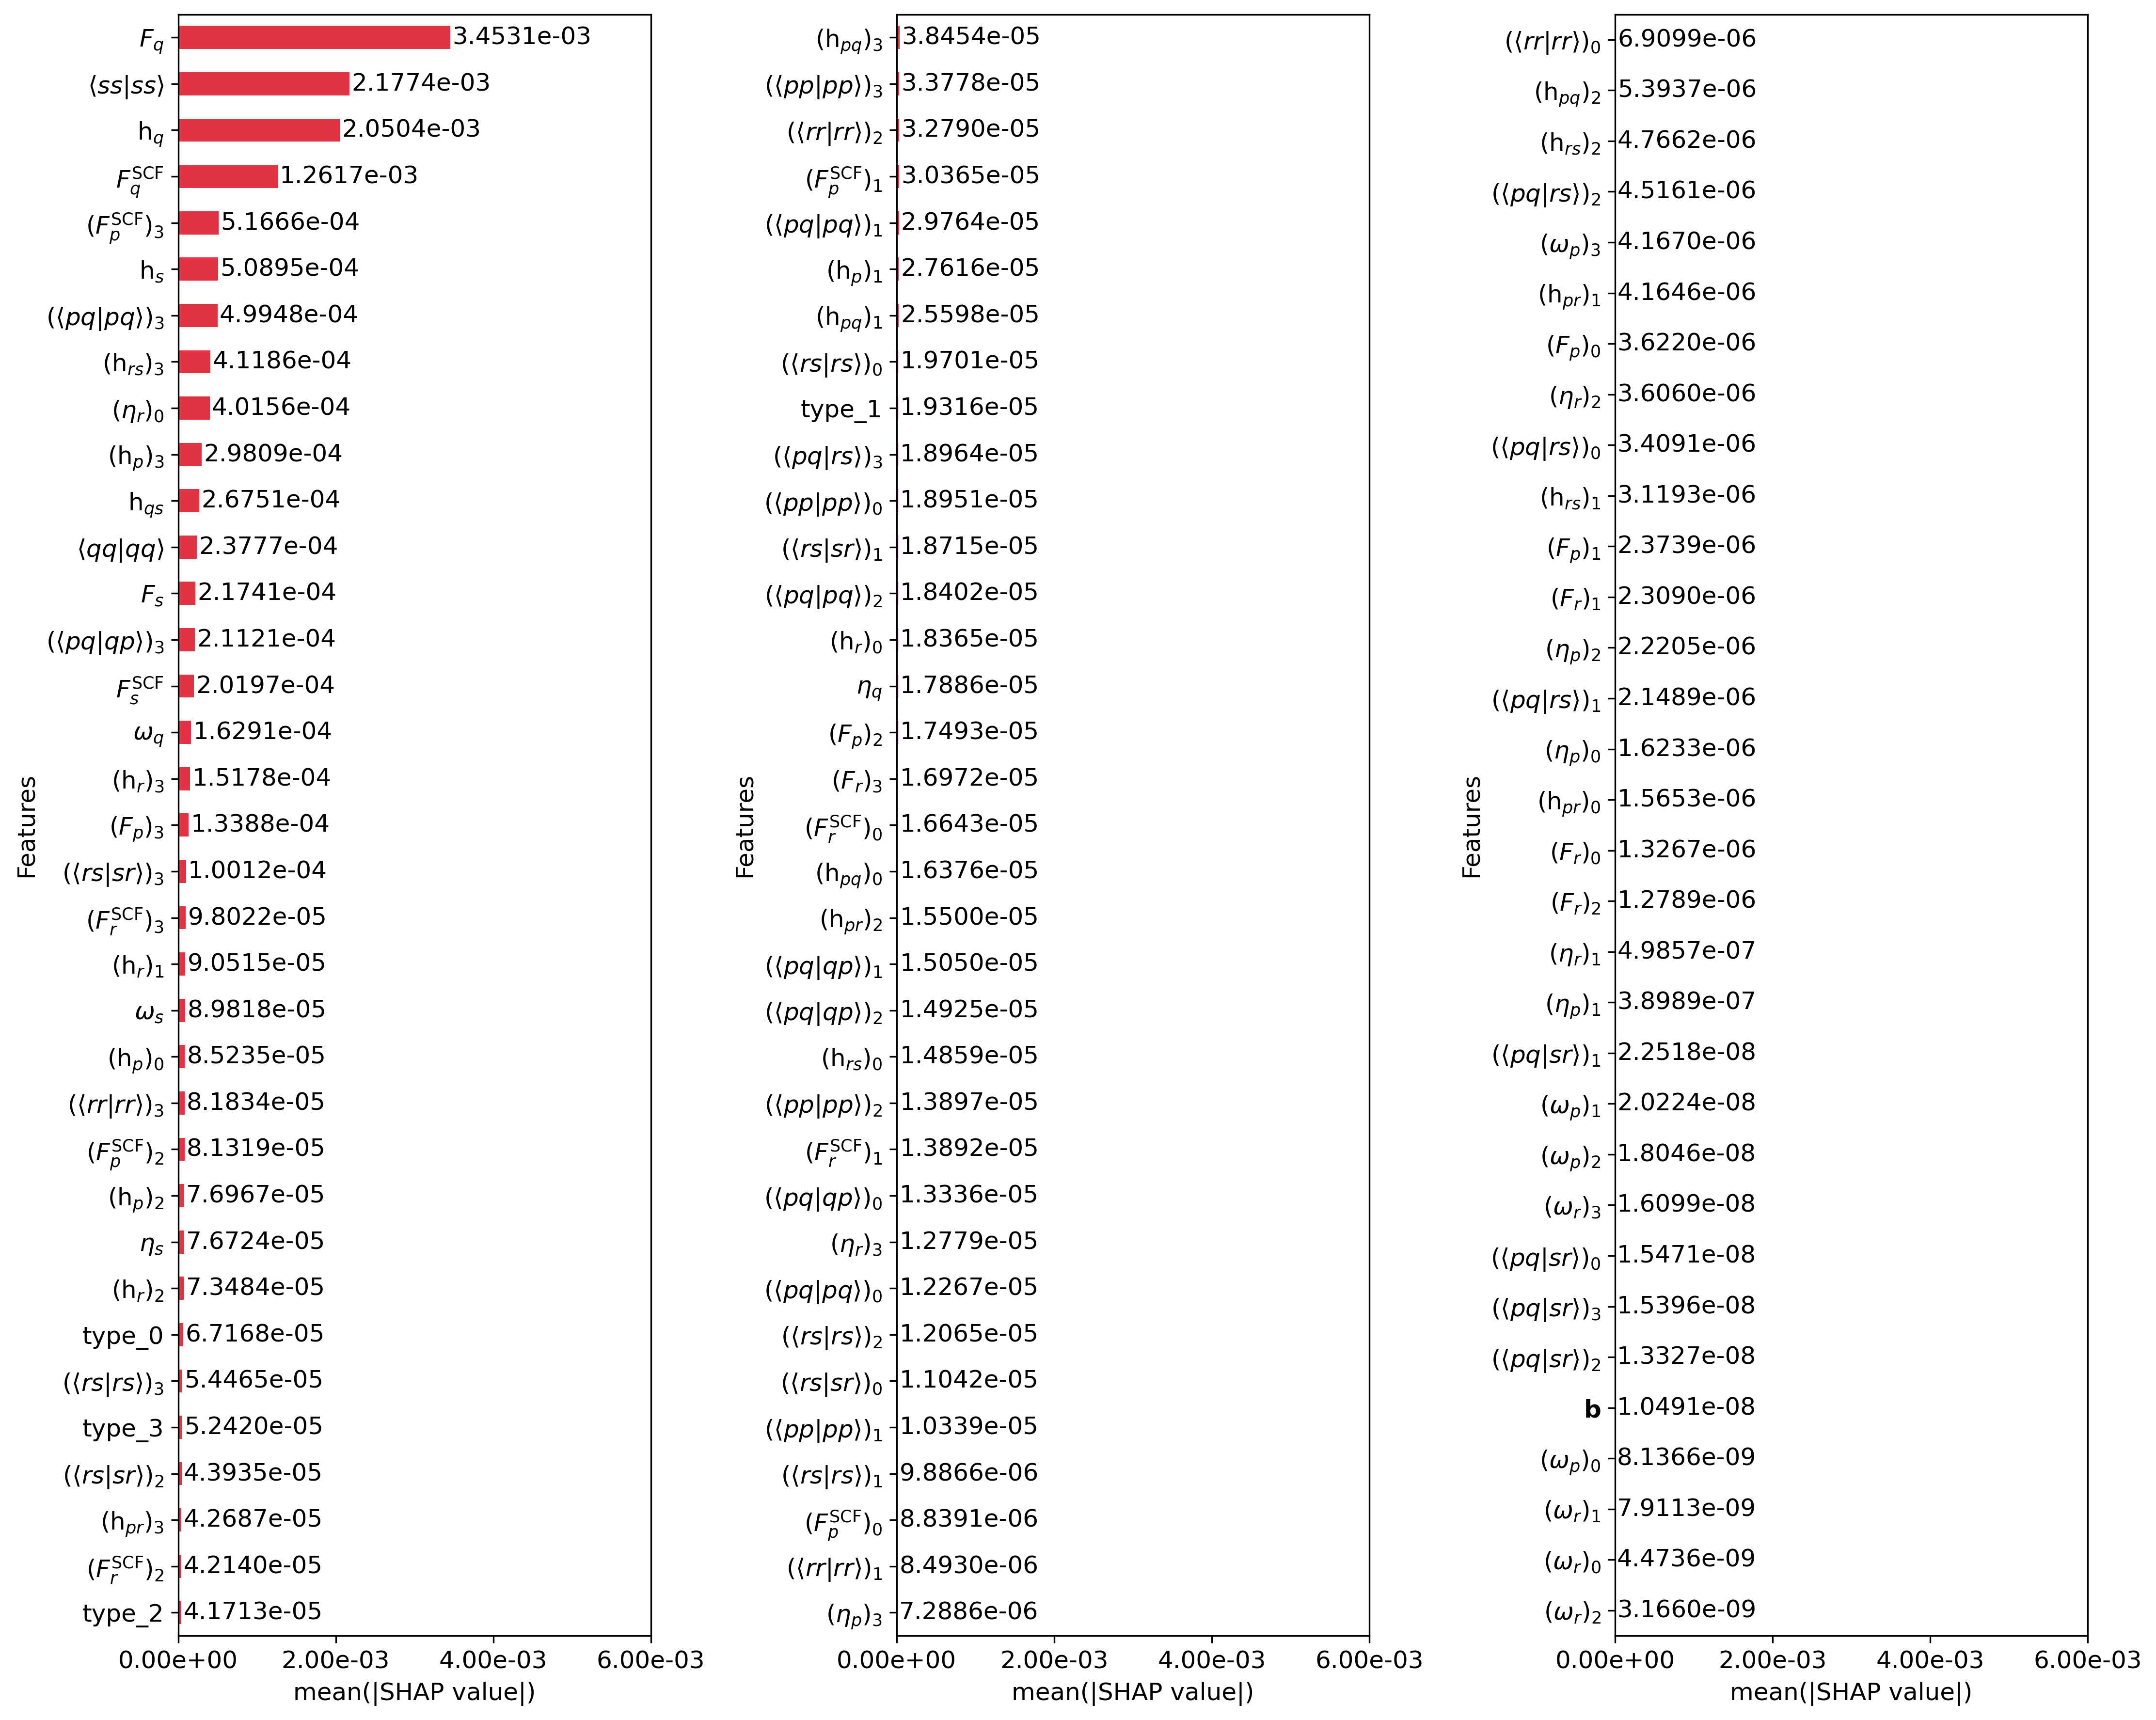 F_q 3.4531e-03
⟨ss|ss⟩ 2.1774e-03
h_q 2.0504e-03
F_q^SCF 1.2617e-03
(F_p^SCF)_3 5.1666e-04
h_s 5.0895e-04
(⟨pq|pq⟩)_3 4.9948e-04
(h_rs)_3 4.1186e-04
(η_r)_0 4.0156e-04
(h_p)_3 2.9809e-04
h_qs 2.6751e-04
⟨qq|qq⟩ 2.3777e-04
F_s 2.1741e-04
(⟨pq|qp⟩)_3 2.1121e-04
F_s^SCF 2.0197e-04
ω_q 1.6291e-04
(h_r)_3 1.5178e-04
(F_p)_3 1.3388e-04
(⟨rs|sr⟩)_3 1.0012e-04
(F_r^SCF)_3 9.8022e-05
(h_r)_1 9.0515e-05
ω_s 8.9818e-05
(h_p)_0 8.5235e-05
(⟨rr|rr⟩)_3 8.1834e-05
(F_p^SCF)_2 8.1319e-05
(h_p)_2 7.6967e-05
η_s 7.6724e-05
(h_r)_2 7.3484e-05
type_0 6.7168e-05
(⟨rs|rs⟩)_3 5.4465e-05
type_3 5.2420e-05
(⟨rs|sr⟩)_2 4.3935e-05
(h_pr)_3 4.2687e-05
(F_r^SCF)_2 4.2140e-05
type_2 4.1713e-05
Features
0.00e+00 2.00e-03 4.00e-03 6.00e-03
mean(|SHAP value|)
(h_pq)_3 3.8454e-05
(⟨pp|pp⟩)_3 3.3778e-05
(⟨rr|rr⟩)_2 3.2790e-05
(F_p^SCF)_1 3.0365e-05
(⟨pq|pq⟩)_1 2.9764e-05
(h_p)_1 2.7616e-05
(h_pq)_1 2.5598e-05
(⟨rs|rs⟩)_0 1.9701e-05
type_1 1.9316e-05
(⟨pq|rs⟩)_3 1.8964e-05
(⟨pp|pp⟩)_0 1.8951e-05
(⟨rs|sr⟩)_1 1.8715e-05
(⟨pq|pq⟩)_2 1.8402e-05
(h_r)_0 1.8365e-05
η_q 1.7886e-05
(F_p)_2 1.7493e-05
(F_r)_3 1.6972e-05
(F_r^SCF)_0 1.6643e-05
(h_pq)_0 1.6376e-05
(h_pr)_2 1.5500e-05
(⟨pq|qp⟩)_1 1.5050e-05
(⟨pq|qp⟩)_2 1.4925e-05
(h_rs)_0 1.4859e-05
(⟨pp|pp⟩)_2 1.3897e-05
(F_r^SCF)_1 1.3892e-05
(⟨pq|qp⟩)_0 1.3336e-05
(η_r)_3 1.2779e-05
(⟨pq|pq⟩)_0 1.2267e-05
(⟨rs|rs⟩)_2 1.2065e-05
(⟨rs|sr⟩)_0 1.1042e-05
(⟨pp|pp⟩)_1 1.0339e-05
(⟨rs|rs⟩)_1 9.8866e-06
(F_p^SCF)_0 8.8391e-06
(⟨rr|rr⟩)_1 8.4930e-06
(η_p)_3 7.2886e-06
Features
0.00e+00 2.00e-03 4.00e-03 6.00e-03
mean(|SHAP value|)
(⟨rr|rr⟩)_0 6.9099e-06
(h_pq)_2 5.3937e-06
(h_rs)_2 4.7662e-06
(⟨pq|rs⟩)_2 4.5161e-06
(ω_p)_3 4.1670e-06
(h_pr)_1 4.1646e-06
(F_p)_0 3.6220e-06
(η_r)_2 3.6060e-06
(⟨pq|rs⟩)_0 3.4091e-06
(h_rs)_1 3.1193e-06
(F_p)_1 2.3739e-06
(F_r)_1 2.3090e-06
(η_p)_2 2.2205e-06
(⟨pq|rs⟩)_1 2.1489e-06
(η_p)_0 1.6233e-06
(h_pr)_0 1.5653e-06
(F_r)_0 1.3267e-06
(F_r)_2 1.2789e-06
(η_r)_1 4.9857e-07
(η_p)_1 3.8989e-07
(⟨pq|sr⟩)_1 2.2518e-08
(ω_p)_1 2.0224e-08
(ω_p)_2 1.8046e-08
(ω_r)_3 1.6099e-08
(⟨pq|sr⟩)_0 1.5471e-08
(⟨pq|sr⟩)_3 1.5396e-08
(⟨pq|sr⟩)_2 1.3327e-08
b 1.0491e-08
(ω_p)_0 8.1366e-09
(ω_r)_1 7.9113e-09
(ω_r)_0 4.4736e-09
(ω_r)_2 3.1660e-09
Features
0.00e+00 2.00e-03 4.00e-03 6.00e-03
mean(|SHAP value|)